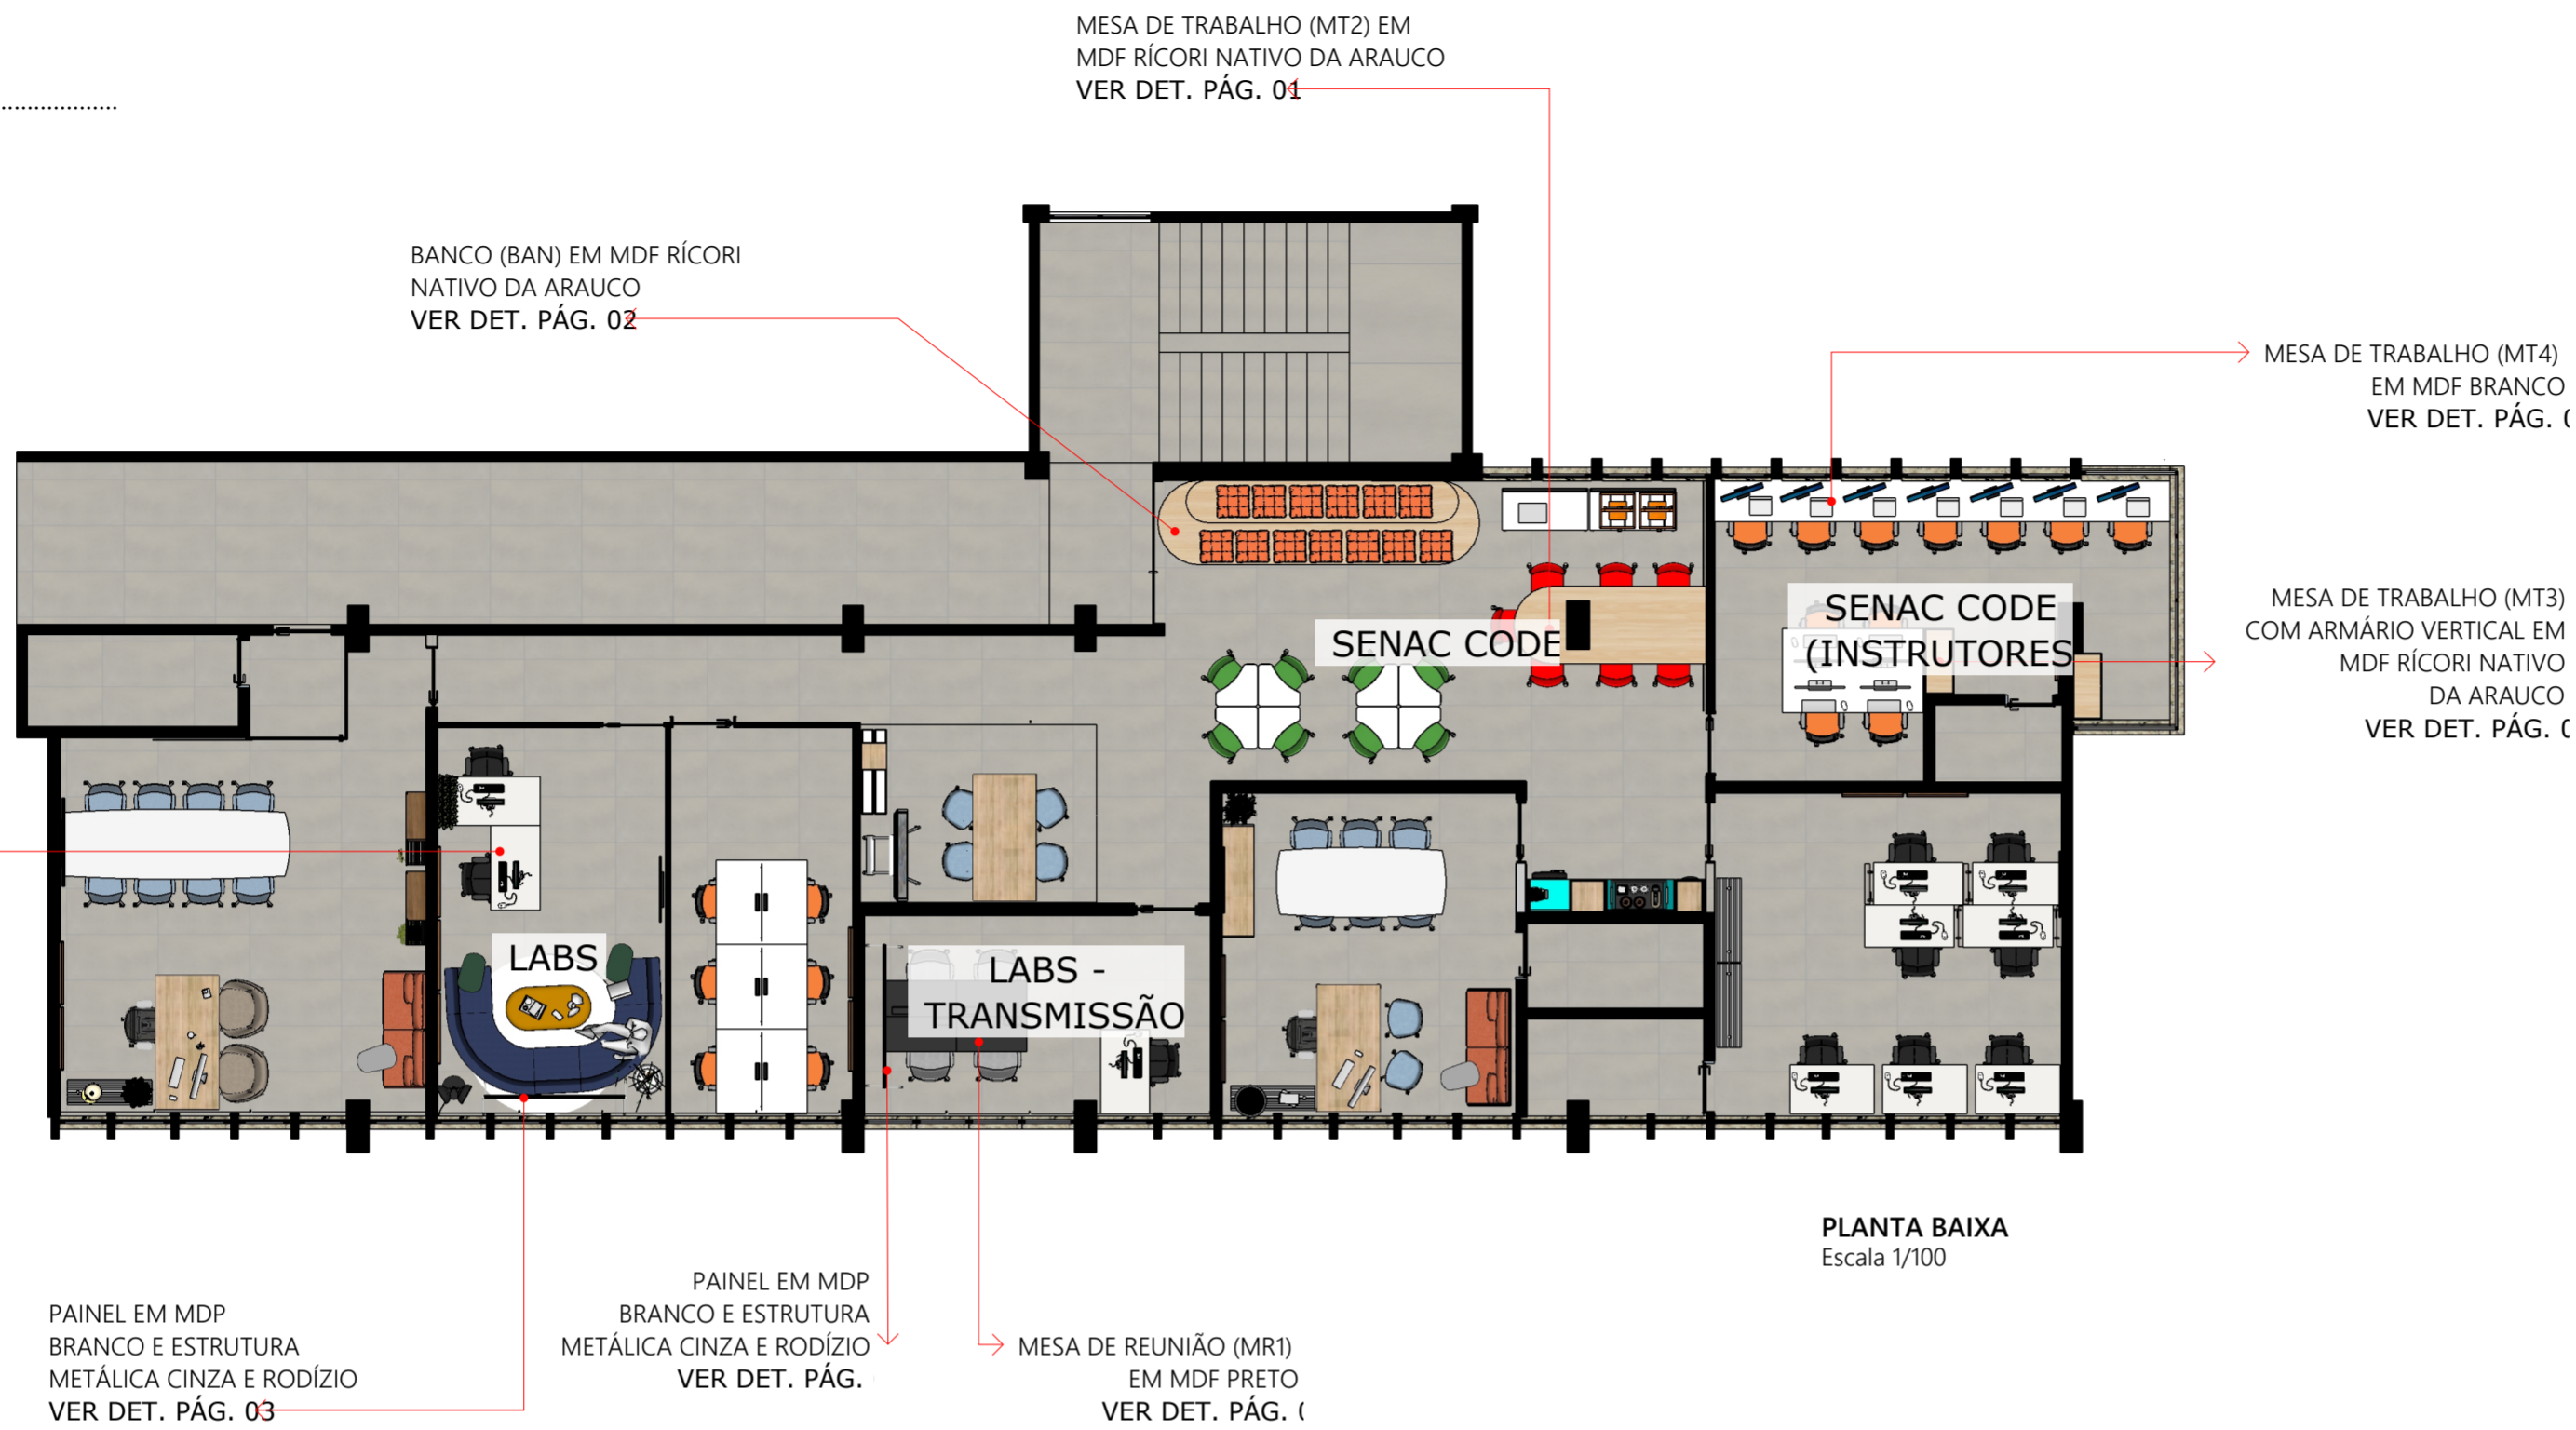 MESA DE TRABALHO (MT2) EM
MDF RÍCORI NATIVO DA ARAUCO
VER DET. PÁG. 01
BANCO (BAN) EM MDF RÍCORI
NATIVO DA ARAUCO
VER DET. PÁG. 02
MESA DE TRABALHO (MT4)
EM MDF BRANCO
VER DET. PÁG.
MESA DE TRABALHO (MT3)
COM ARMÁRIO VERTICAL EM
MDF RÍCORI NATIVO
DA ARAUCO
VER DET. PÁG.
SENAC CODE
SENAC CODE
(INSTRUTORES
LABS
LABS -
TRANSMISSÃO
PLANTA BAIXA
Escala 1/100
PAINEL EM MDP
BRANCO E ESTRUTURA
METÁLICA CINZA E RODÍZIO
VER DET. PÁG. 03
PAINEL EM MDP
BRANCO E ESTRUTURA
METÁLICA CINZA E RODÍZIO
VER DET. PÁG.
MESA DE REUNIÃO (MR1)
EM MDF PRETO
VER DET. PÁG.